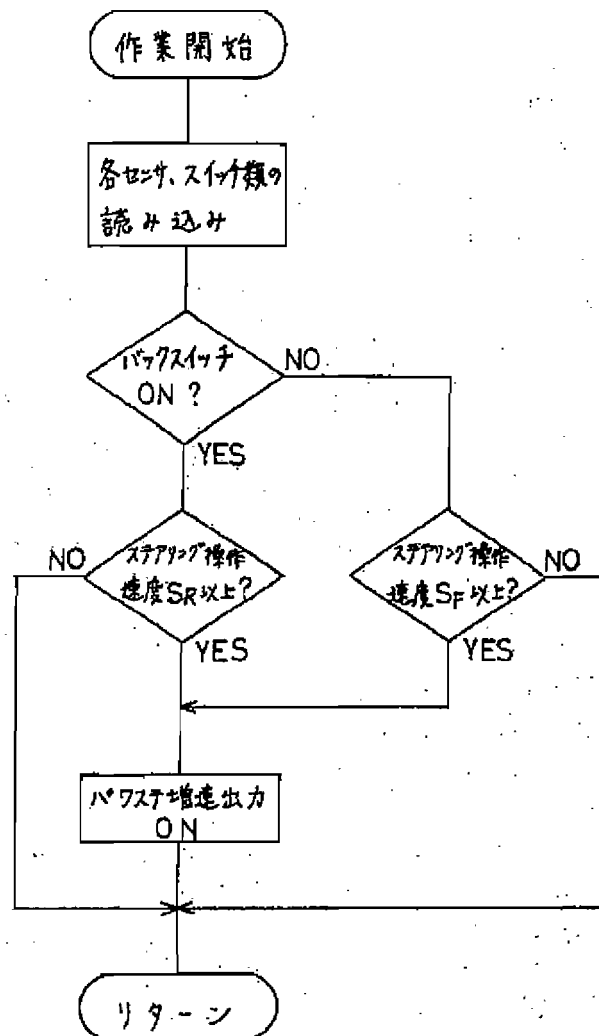 作業開始
各センサ、スイッチ類の
読み込み
バックスイッチ
ON ?
NO
YES
NO
ステアリング操作
速度SR以上?
YES
ステアリング操作
速度SF以上?
NO
YES
パワステ増速出力
ON
リターン